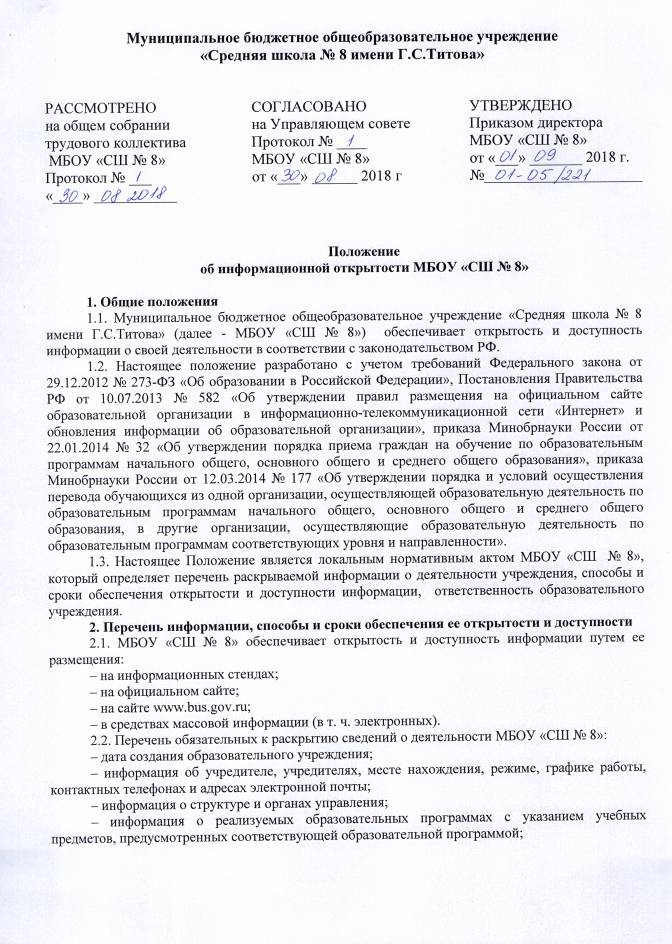 Муниципальное бюджетное общеобразовательное учреждение
«Средняя школа № 8 имени Г.С.Титова»
РАССМОТРЕНО
на общем собрании
трудового коллектива
МБОУ «СШ № 8»
Протокол № 1
«30» 08 2018
СОГЛАСОВАНО
на Управляющем совете
Протокол № 1
МБОУ «СШ № 8»
от «30» 08 2018 г
УТВЕРЖДЕНО
Приказом директора
МБОУ «СШ № 8»
от «01» 09 2018 г.
№ 01-05/221
Положение
об информационной открытости МБОУ «СШ № 8»
1. Общие положения
1.1. Муниципальное бюджетное общеобразовательное учреждение «Средняя школа № 8
имени Г.С.Титова» (далее - МБОУ «СШ № 8») обеспечивает открытость и доступность
информации о своей деятельности в соответствии с законодательством РФ.
1.2. Настоящее положение разработано с учетом требований Федерального закона от
29.12.2012 № 273-ФЗ «Об образовании в Российской Федерации», Постановления Правительства
РФ от 10.07.2013 № 582 «Об утверждении правил размещения на официальном сайте
образовательной организации в информационно-телекоммуникационной сети «Интернет» и
обновления информации об образовательной организации», приказа Минобрнауки России от
22.01.2014 № 32 «Об утверждении порядка приема граждан на обучение по образовательным
программам начального общего, основного общего и среднего общего образования», приказа
Минобрнауки России от 12.03.2014 № 177 «Об утверждении порядка и условий осуществления
перевода обучающихся из одной организации, осуществляющей образовательную деятельность по
образовательным программам начального общего, основного общего и среднего общего
образования, в другие организации, осуществляющие образовательную деятельность по
образовательным программам соответствующих уровня и направленности».
1.3. Настоящее Положение является локальным нормативным актом МБОУ «СШ № 8»,
который определяет перечень раскрываемой информации о деятельности учреждения, способы и
сроки обеспечения открытости и доступности информации, ответственность образовательного
учреждения.
2. Перечень информации, способы и сроки обеспечения ее открытости и доступности
2.1. МБОУ «СШ № 8» обеспечивает открытость и доступность информации путем ее
размещения:
– на информационных стендах;
– на официальном сайте;
– на сайте www.bus.gov.ru;
– в средствах массовой информации (в т. ч. электронных).
2.2. Перечень обязательных к раскрытию сведений о деятельности МБОУ «СШ № 8»:
– дата создания образовательного учреждения;
– информация об учредителе, учредителях, месте нахождения, режиме, графике работы,
контактных телефонах и адресах электронной почты;
– информация о структуре и органах управления;
– информация о реализуемых образовательных программах с указанием учебных
предметов, предусмотренных соответствующей образовательной программой;